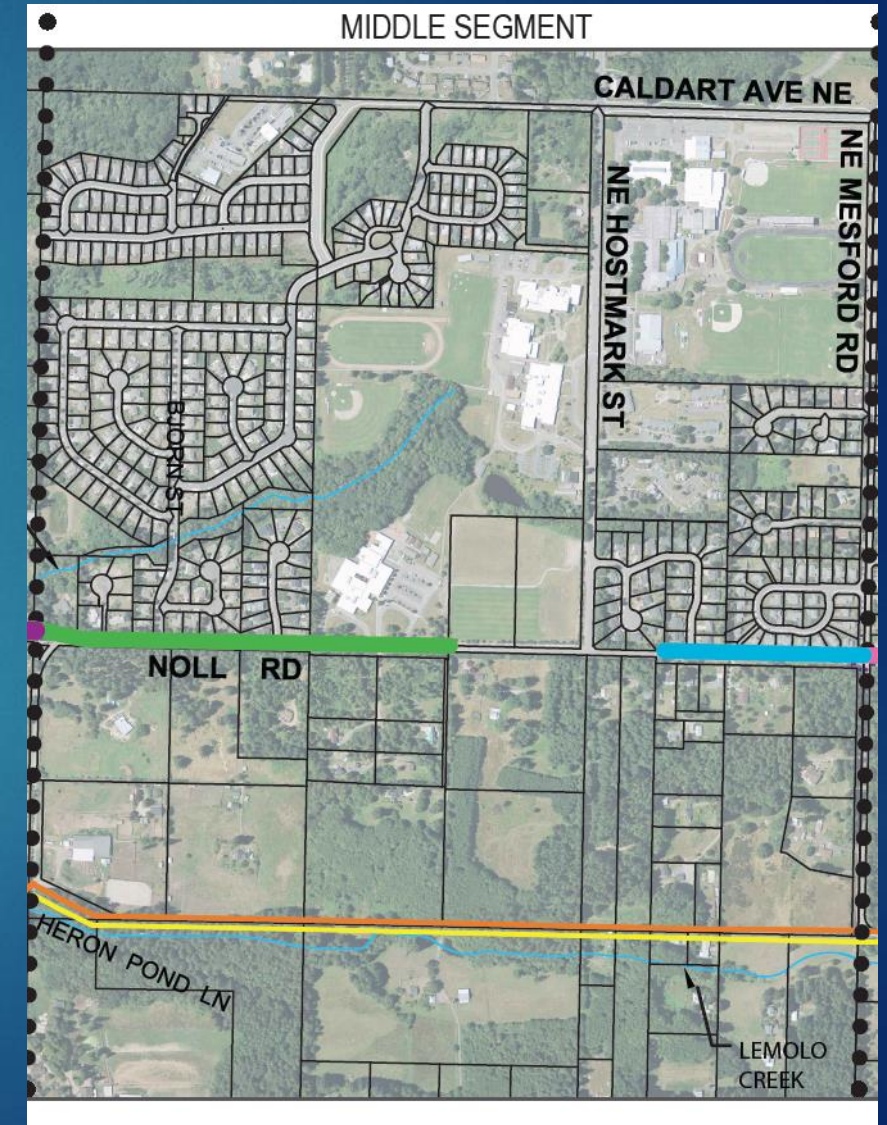 MIDDLE SEGMENT
CALDART AVE NE
NE MESFORD RD
NE HOSTMARK ST
BJORN ST
NOLL RD
HERON POND LN
LEMOLO
CREEK